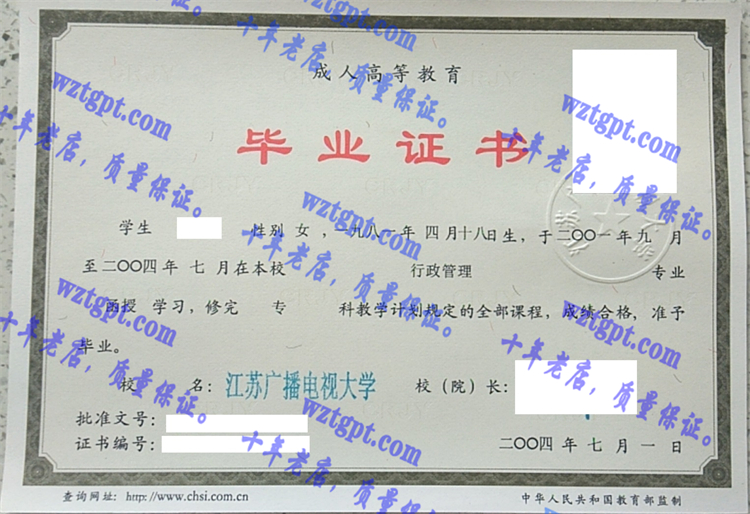 成人高等教育
毕业证书
学生 性别 女 ,一九八一年 四 月十八日生, 于二〇〇一年 九 月
至二〇〇四年 七 月在本校 行政管理 专业
函授 学习, 修完 专 科教学计划规定的全部课程, 成绩合格, 准予
毕业。
校 名: 江苏广播电视大学 校(院)长:
批准文号:
证书编号: 二〇〇四 年 七 月 一 日
查询网址: http://www.chsi.com.cn 中华人民共和国教育部监制
wztgpt.com
十年老店, 质量保证。